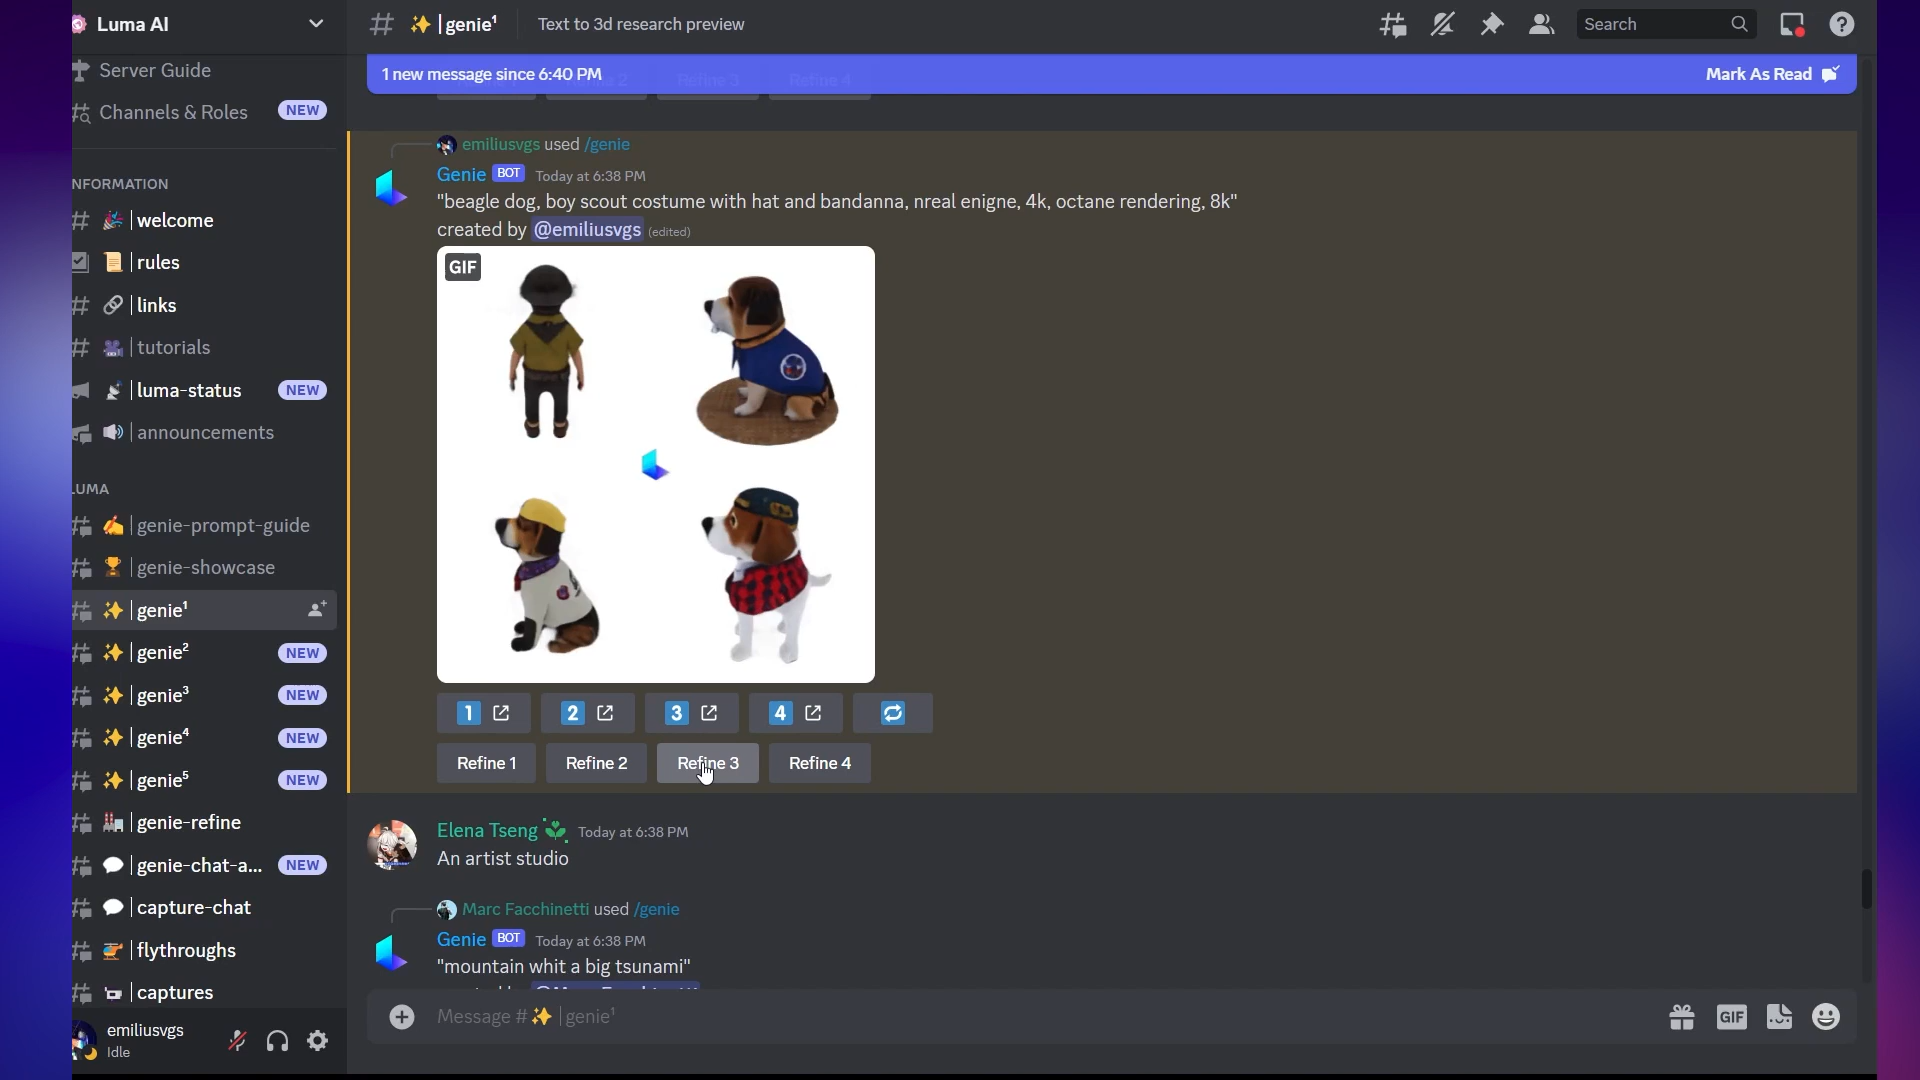 Luma AI
Server Guide
Channels & Roles NEW
NFORMATION
welcome
rules
links
tutorials
luma-status NEW
announcements
LUMA
genie-prompt-guide
genie-showcase
genie¹
genie² NEW
genie³ NEW
genie⁴ NEW
genie⁵ NEW
genie-refine
genie-chat-a... NEW
capture-chat
flythroughs
captures
emiliusvgs
Idle
genie¹ Text to 3d research preview
Search
1 new message since 6:40 PM Mark As Read
emiliusvgs used /genie
Genie BOT Today at 6:38 PM
"beagle dog, boy scout costume with hat and bandanna, nreal enigne, 4k, octane rendering, 8k"
created by @emiliusvgs (edited)
GIF
1 2 3 4
Refine 1 Refine 2 Refine 3 Refine 4
Elena Tseng Today at 6:38 PM
An artist studio
Marc Facchinetti used /genie
Genie BOT Today at 6:38 PM
"mountain whit a big tsunami"
Message # genie¹
GIF